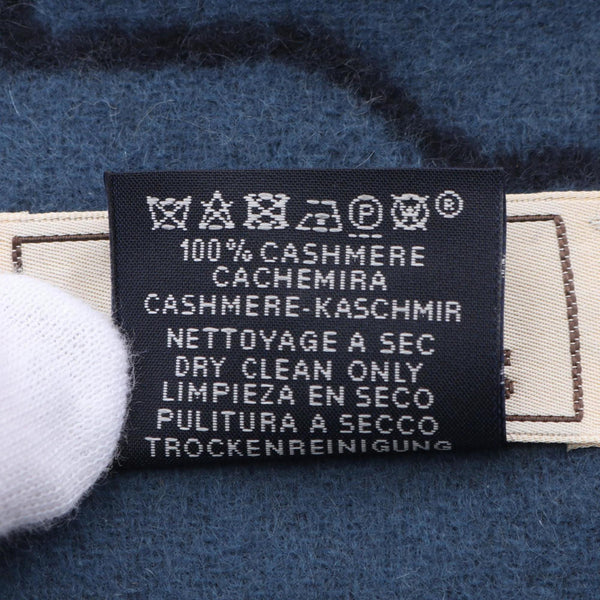 P W ®
100% CASHMERE
CACHEMIRA
CASHMERE-KASCHMIR
NETTOYAGE A SEC
DRY CLEAN ONLY
LIMPIEZA EN SECO
PULITURA A SECCO
TROCKENREINIGUNG